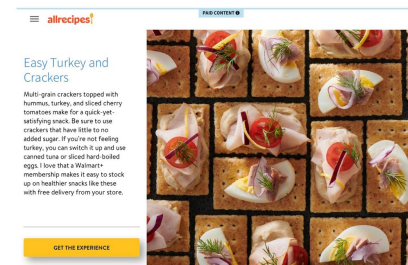 PAID CONTENT
allrecipes
Easy Turkey and
Crackers
Multi-grain crackers topped with
hummus, turkey, and sliced cherry
tomatoes make for a quick-yet-
satisfying snack. Be sure to use
crackers that have little to no
added sugar. If you're not feeling
turkey, you can switch it up and use
canned tuna or sliced hard-boiled
eggs. I love that a Walmart+
membership makes it easy to stock
up on healthier snacks like these
with free delivery from your store.
GET THE EXPERIENCE